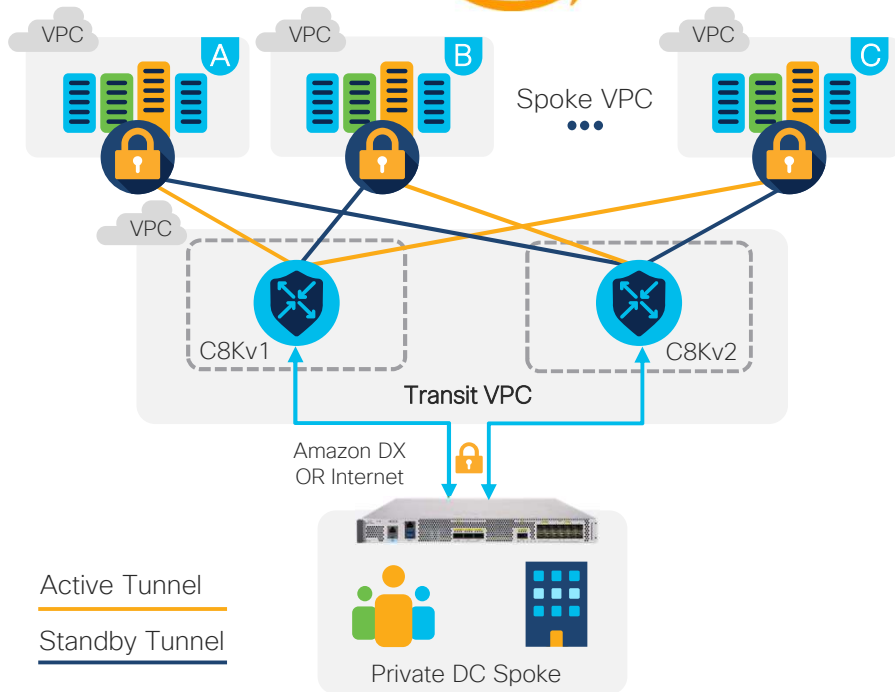 VPC
A
VPC
B
Spoke VPC
VPC
C
VPC
C8Kv1
C8Kv2
Transit VPC
Amazon DX
OR Internet
Private DC Spoke
Active Tunnel
Standby Tunnel